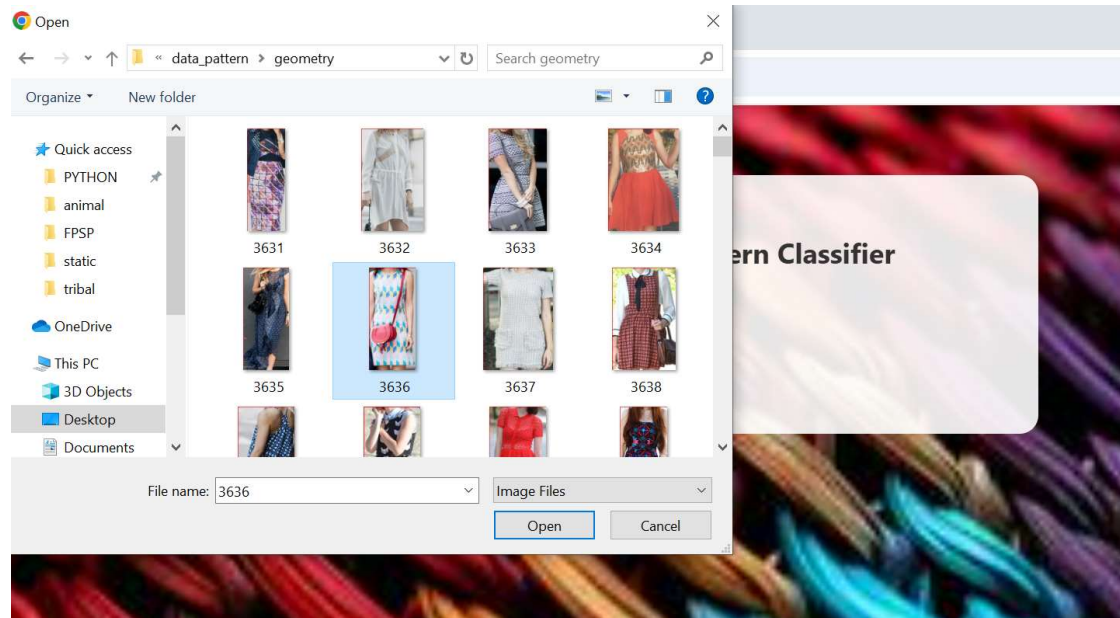 Open
« data_pattern > geometry
Search geometry
Organize
New folder
?
Quick access
PYTHON
animal
FPSP
static
tribal
OneDrive
This PC
3D Objects
Desktop
Documents
3631
3632
3633
3634
3635
3636
3637
3638
ern Classifier
File name: 3636
Image Files
Open
Cancel